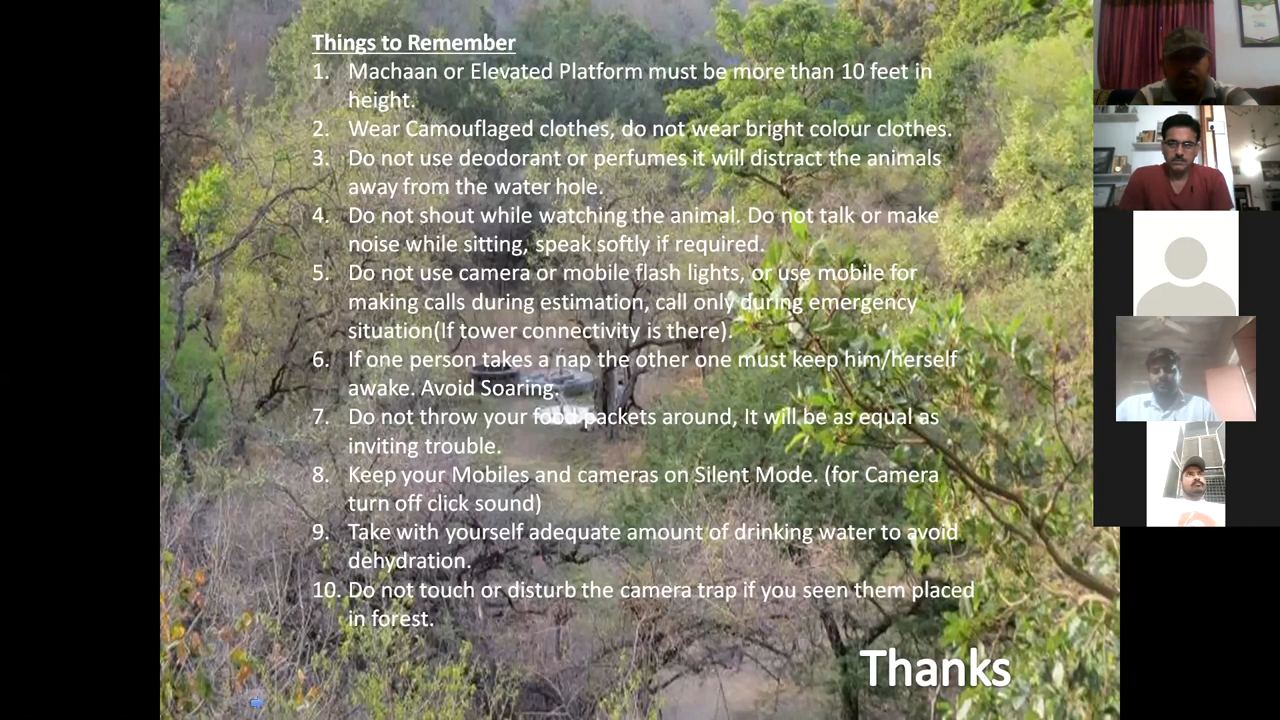 Things to Remember
1. Machaan or Elevated Platform must be more than 10 feet in
height.
2. Wear Camouflaged clothes, do not wear bright colour clothes.
3. Do not use deodorant or perfumes it will distract the animals
away from the water hole.
4. Do not shout while watching the animal. Do not talk or make
noise while sitting, speak softly if required.
5. Do not use camera or mobile flash lights, or use mobile for
making calls during estimation, call only during emergency
situation(If tower connectivity is there).
6. If one person takes a nap the other one must keep him/herself
awake. Avoid Soaring.
7. Do not throw your food packets around, It will be as equal as
inviting trouble.
8. Keep your Mobiles and cameras on Silent Mode. (for Camera
turn off click sound)
9. Take with yourself adequate amount of drinking water to avoid
dehydration.
10. Do not touch or disturb the camera trap if you seen them placed
in forest.
Thanks